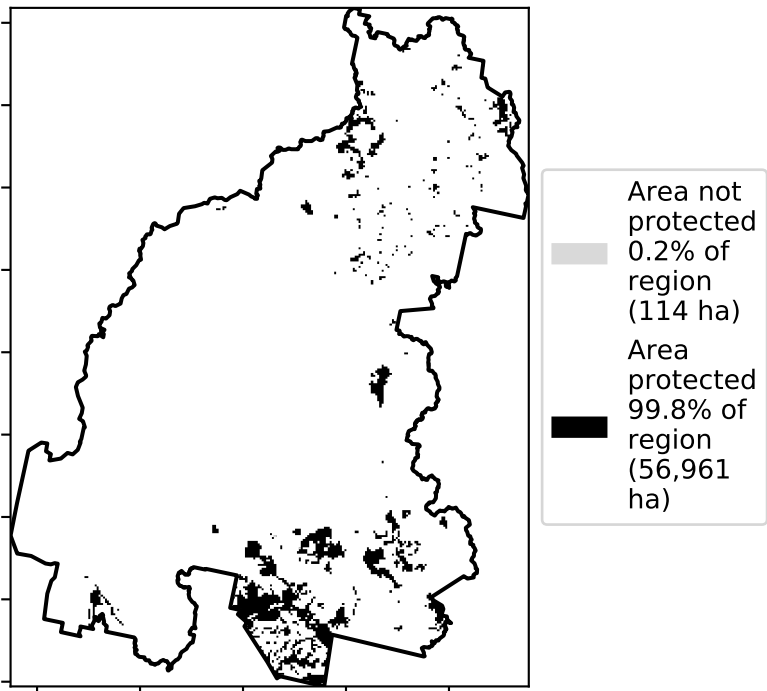 Area not
protected
0.2% of
region
(114 ha)
Area
protected
99.8% of
region
(56,961
ha)